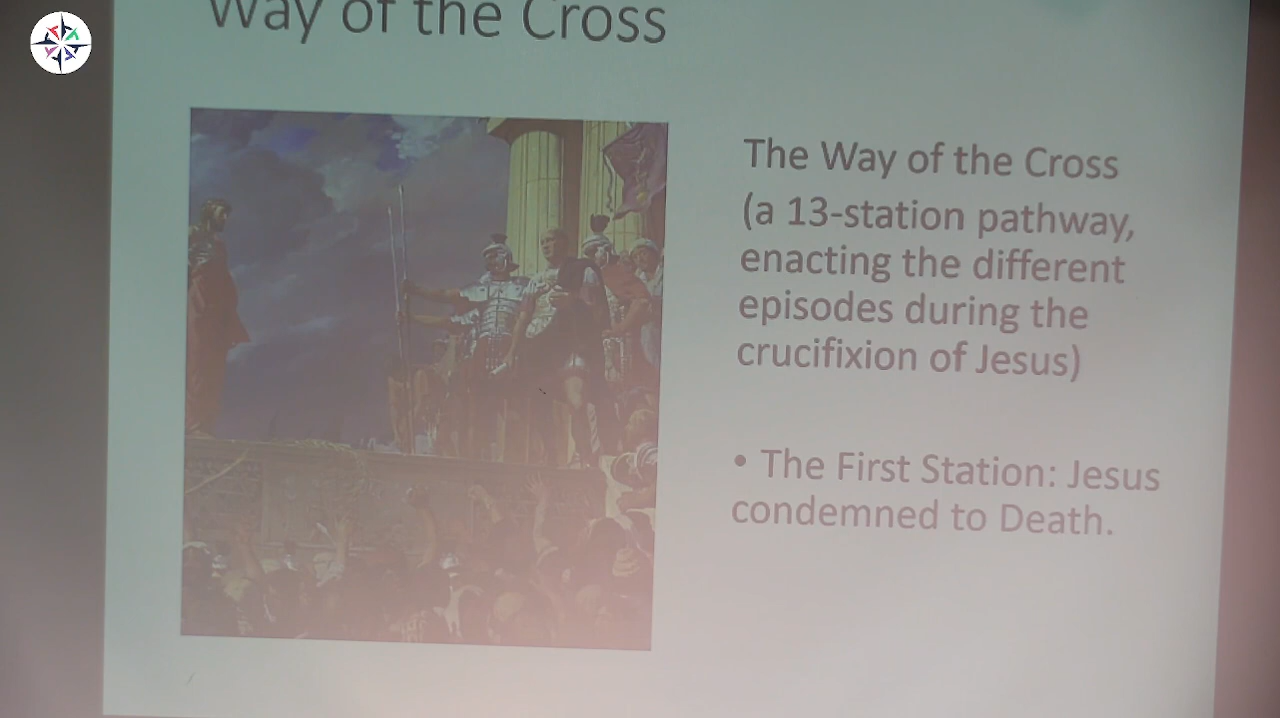 Way of the Cross
The Way of the Cross
(a 13-station pathway,
enacting the different
episodes during the
crucifixion of Jesus)
• The First Station: Jesus
condemned to Death.